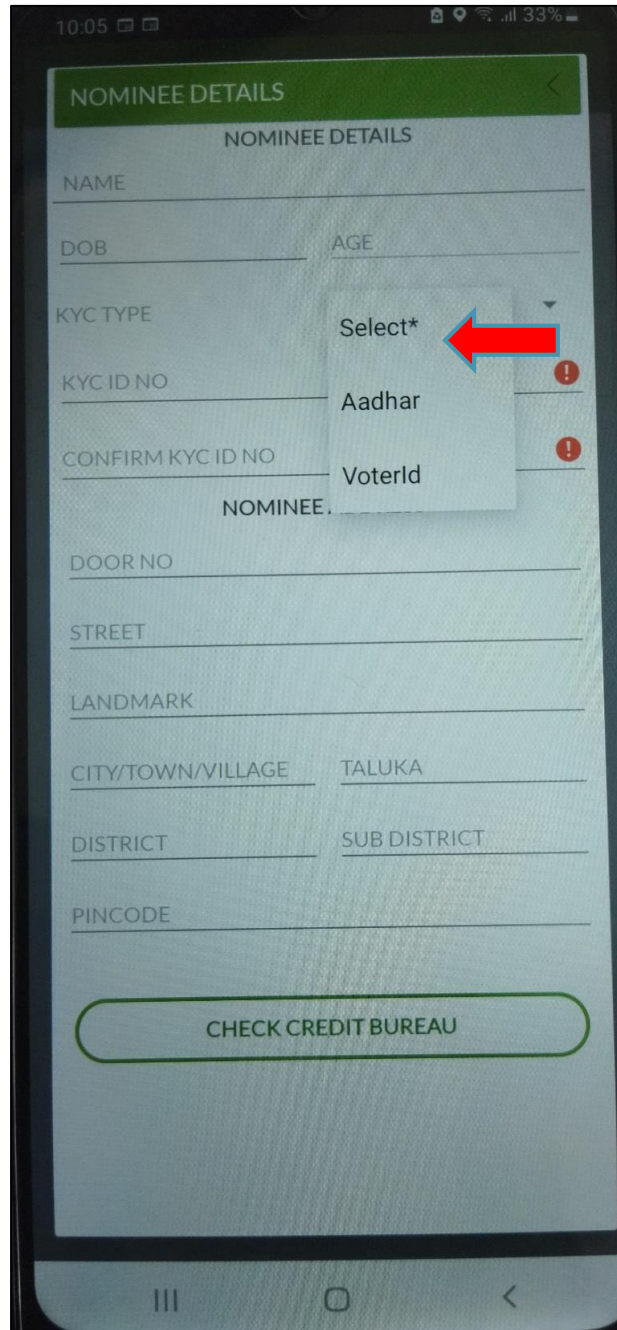 10:05 33%
NOMINEE DETAILS
NOMINEE DETAILS
NAME
DOB AGE
KYC TYPE
Select*
KYC ID NO
Aadhar
CONFIRM KYC ID NO
VoterId
NOMINEE
DOOR NO
STREET
LANDMARK
CITY/TOWN/VILLAGE TALUKA
DISTRICT SUB DISTRICT
PINCODE
CHECK CREDIT BUREAU